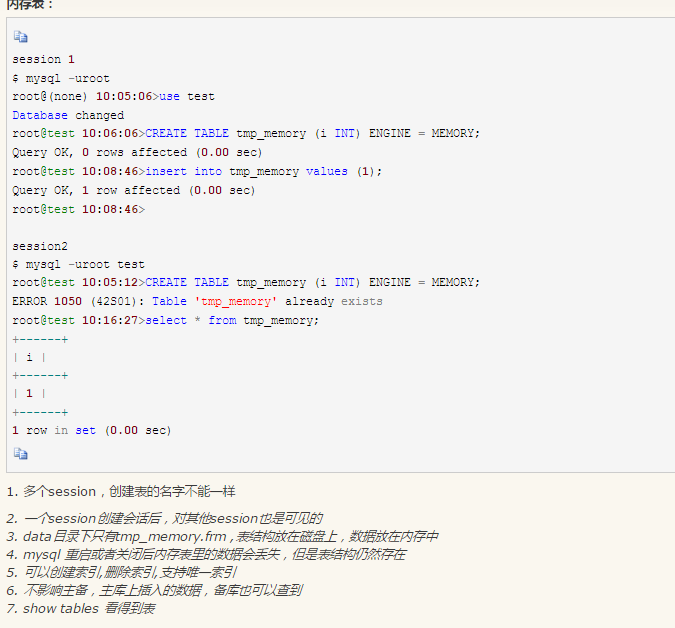 内存表：
session 1
$ mysql -uroot
root@(none) 10:05:06>use test
Database changed
root@test 10:06:06>CREATE TABLE tmp_memory (i INT) ENGINE = MEMORY;
Query OK, 0 rows affected (0.00 sec)
root@test 10:08:46>insert into tmp_memory values (1);
Query OK, 1 row affected (0.00 sec)
root@test 10:08:46>
session2
$ mysql -uroot test
root@test 10:05:12>CREATE TABLE tmp_memory (i INT) ENGINE = MEMORY;
ERROR 1050 (42S01): Table 'tmp_memory' already exists
root@test 10:16:27>select * from tmp_memory;
+------+
| i |
+------+
| 1 |
+------+
1 row in set (0.00 sec)
1. 多个session，创建表的名字不能一样
2. 一个session创建会话后，对其他session也是可见的
3. data目录下只有tmp_memory.frm ,表结构放在磁盘上，数据放在内存中
4. mysql 重启或者关闭后内存表里的数据会丢失，但是表结构仍然存在
5. 可以创建索引,删除索引,支持唯一索引
6. 不影响主备，主库上插入的数据，备库也可以查到
7. show tables 看得到表